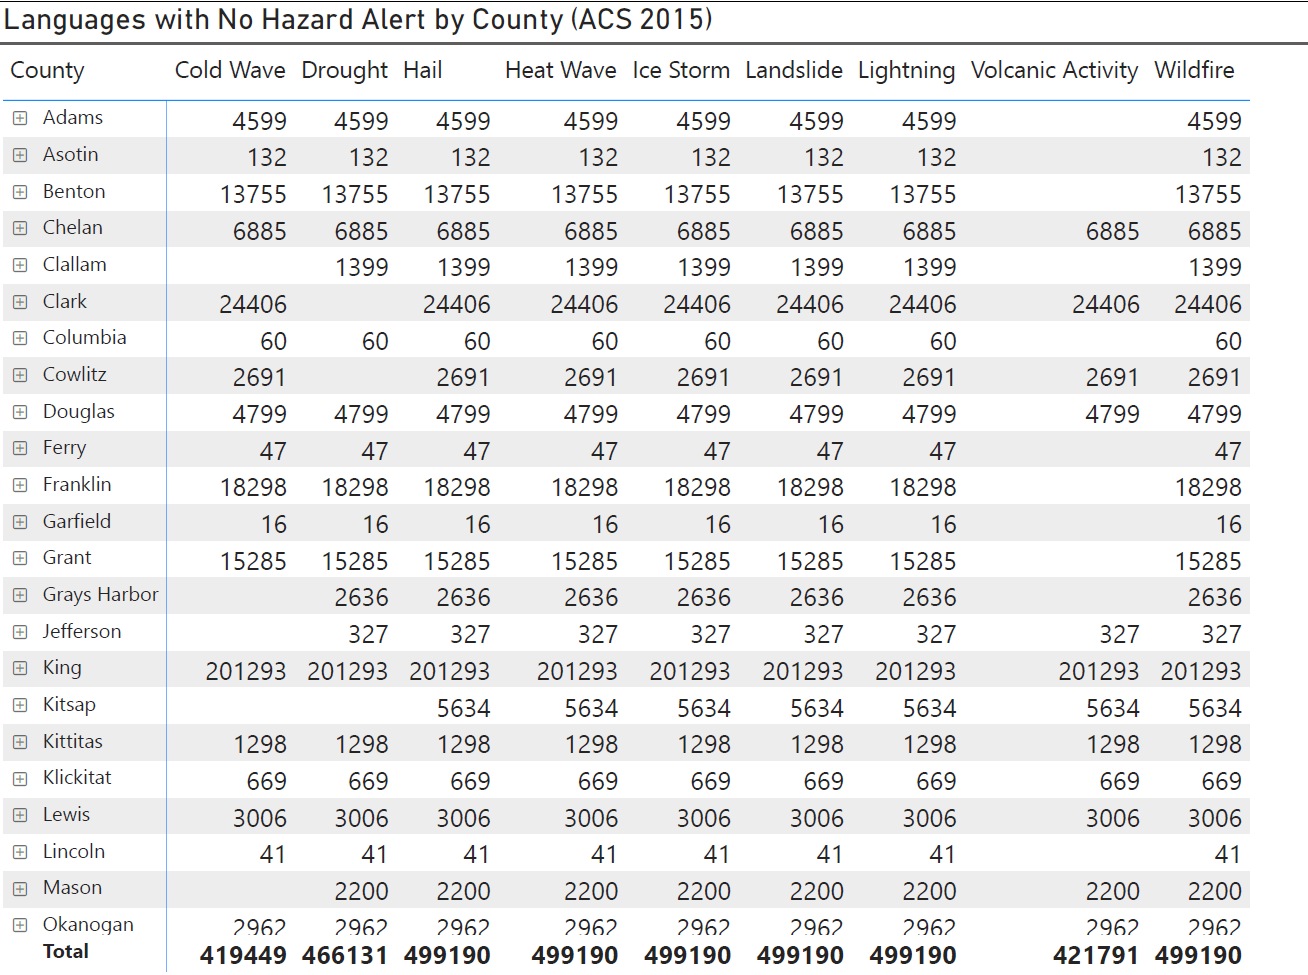 Languages with No Hazard Alert by County (ACS 2015)
County Cold Wave Drought Hail Heat Wave Ice Storm Landslide Lightning Volcanic Activity Wildfire
Adams 4599 4599 4599 4599 4599 4599 4599 4599
Asotin 132 132 132 132 132 132 132 132
Benton 13755 13755 13755 13755 13755 13755 13755 13755
Chelan 6885 6885 6885 6885 6885 6885 6885 6885 6885
Clallam 1399 1399 1399 1399 1399 1399 1399
Clark 24406 24406 24406 24406 24406 24406 24406 24406
Columbia 60 60 60 60 60 60 60 60
Cowlitz 2691 2691 2691 2691 2691 2691 2691 2691
Douglas 4799 4799 4799 4799 4799 4799 4799 4799 4799
Ferry 47 47 47 47 47 47 47 47
Franklin 18298 18298 18298 18298 18298 18298 18298 18298
Garfield 16 16 16 16 16 16 16 16
Grant 15285 15285 15285 15285 15285 15285 15285 15285
Grays Harbor 2636 2636 2636 2636 2636 2636 2636
Jefferson 327 327 327 327 327 327 327 327
King 201293 201293 201293 201293 201293 201293 201293 201293 201293
Kitsap 5634 5634 5634 5634 5634 5634 5634
Kittitas 1298 1298 1298 1298 1298 1298 1298 1298 1298
Klickitat 669 669 669 669 669 669 669 669 669
Lewis 3006 3006 3006 3006 3006 3006 3006 3006 3006
Lincoln 41 41 41 41 41 41 41 41
Mason 2200 2200 2200 2200 2200 2200 2200 2200
Okanogan 2962 2962 2962 2962 2962 2962 2962 2962 2962
Total 419449 466131 499190 499190 499190 499190 499190 421791 499190